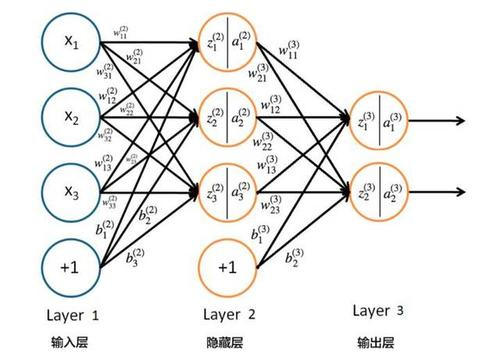 x₁
x₂
x₃
+1
w₁₁⁽²⁾
w₂₁⁽²⁾
w₃₁⁽²⁾
w₁₂⁽²⁾
w₂₂⁽²⁾
w₃₂⁽²⁾
w₁₃⁽²⁾
w₂₃⁽²⁾
w₃₃⁽²⁾
b₁⁽²⁾
b₂⁽²⁾
b₃⁽²⁾
z₁⁽²⁾ | a₁⁽²⁾
z₂⁽²⁾ | a₂⁽²⁾
z₃⁽²⁾ | a₃⁽²⁾
+1
w₁₁⁽³⁾
w₂₁⁽³⁾
w₁₂⁽³⁾
w₂₂⁽³⁾
w₁₃⁽³⁾
w₂₃⁽³⁾
b₁⁽³⁾
b₂⁽³⁾
z₁⁽³⁾ | a₁⁽³⁾
z₂⁽³⁾ | a₂⁽³⁾
Layer 1
输入层
Layer 2
隐藏层
Layer 3
输出层